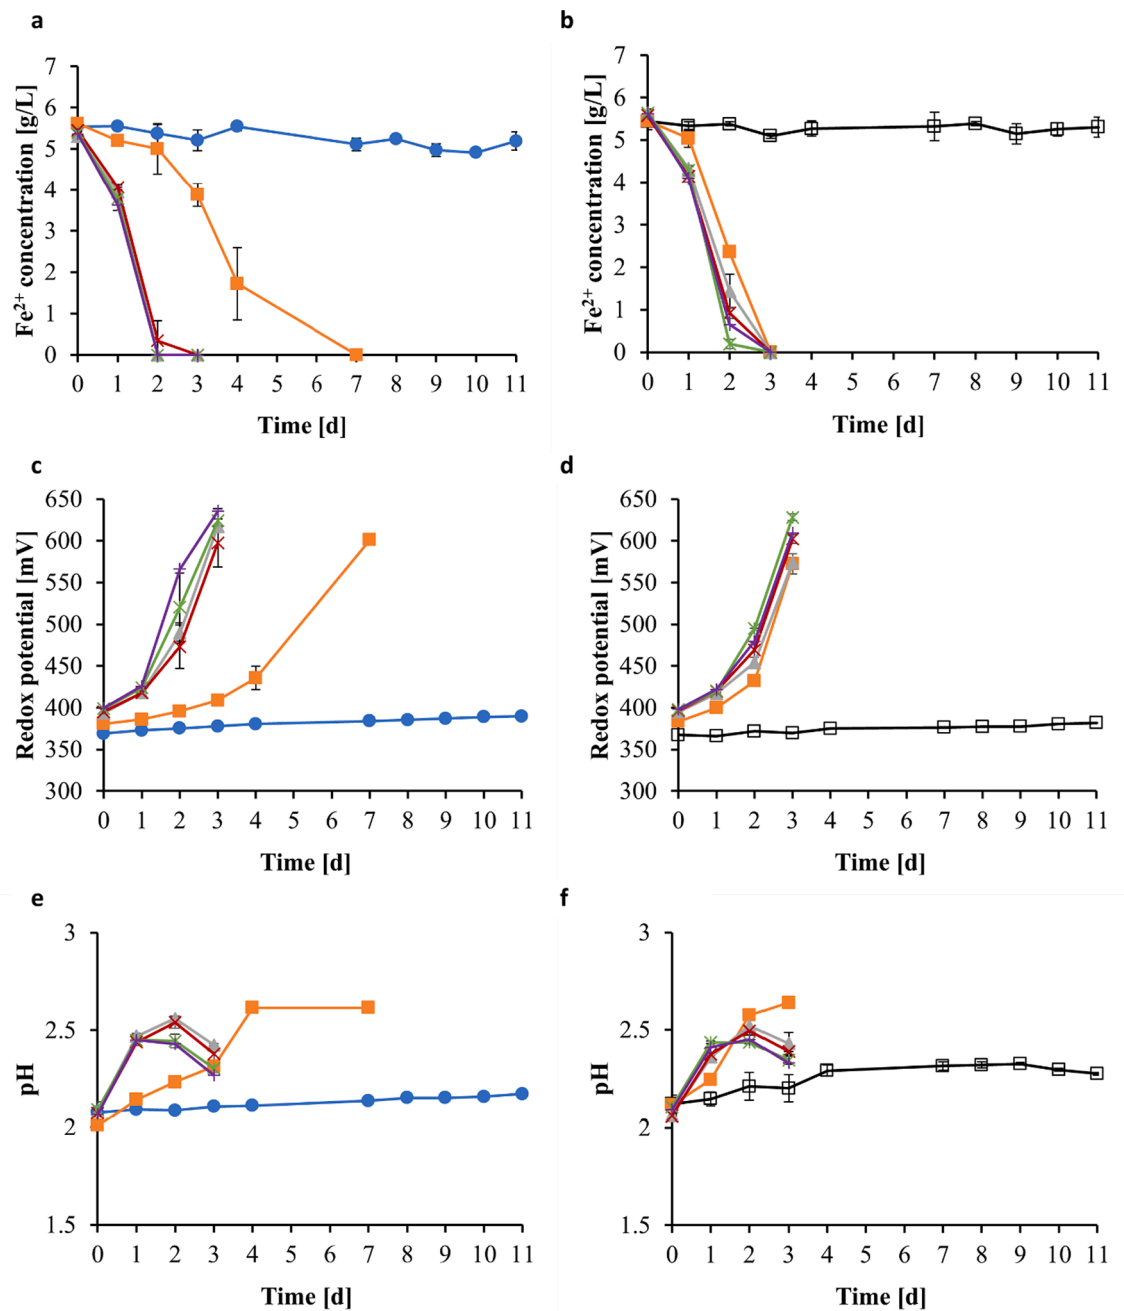 a
b
7
6
5
4
3
2
1
0
Fe²⁺ concentration [g/L]
0 1 2 3 4 5 6 7 8 9 10 11
Time [d]
7
6
5
4
3
2
1
0
Fe²⁺ concentration [g/L]
0 1 2 3 4 5 6 7 8 9 10 11
Time [d]
c
d
650
600
550
500
450
400
350
300
Redox potential [mV]
0 1 2 3 4 5 6 7 8 9 10 11
Time [d]
650
600
550
500
450
400
350
300
Redox potential [mV]
0 1 2 3 4 5 6 7 8 9 10 11
Time [d]
e
f
3
2.5
2
1.5
pH
0 1 2 3 4 5 6 7 8 9 10 11
Time [d]
3
2.5
2
1.5
pH
0 1 2 3 4 5 6 7 8 9 10 11
Time [d]